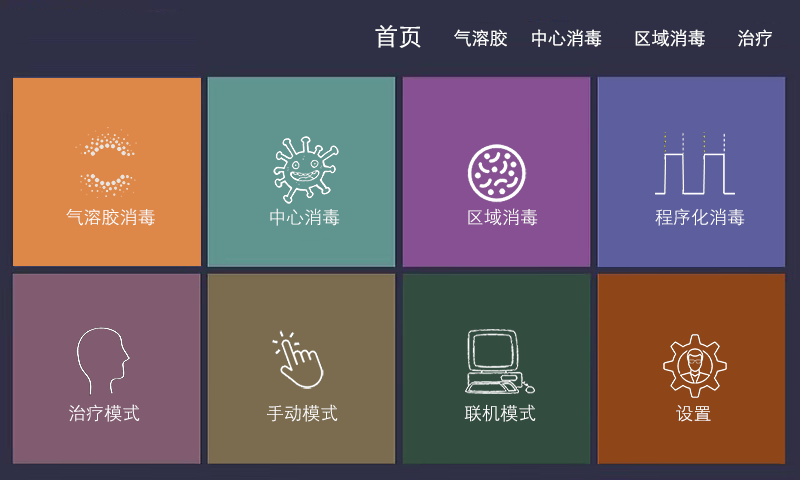 首页 气溶胶 中心消毒 区域消毒 治疗
气溶胶消毒 中心消毒 区域消毒 程序化消毒
治疗模式 手动模式 联机模式 设置